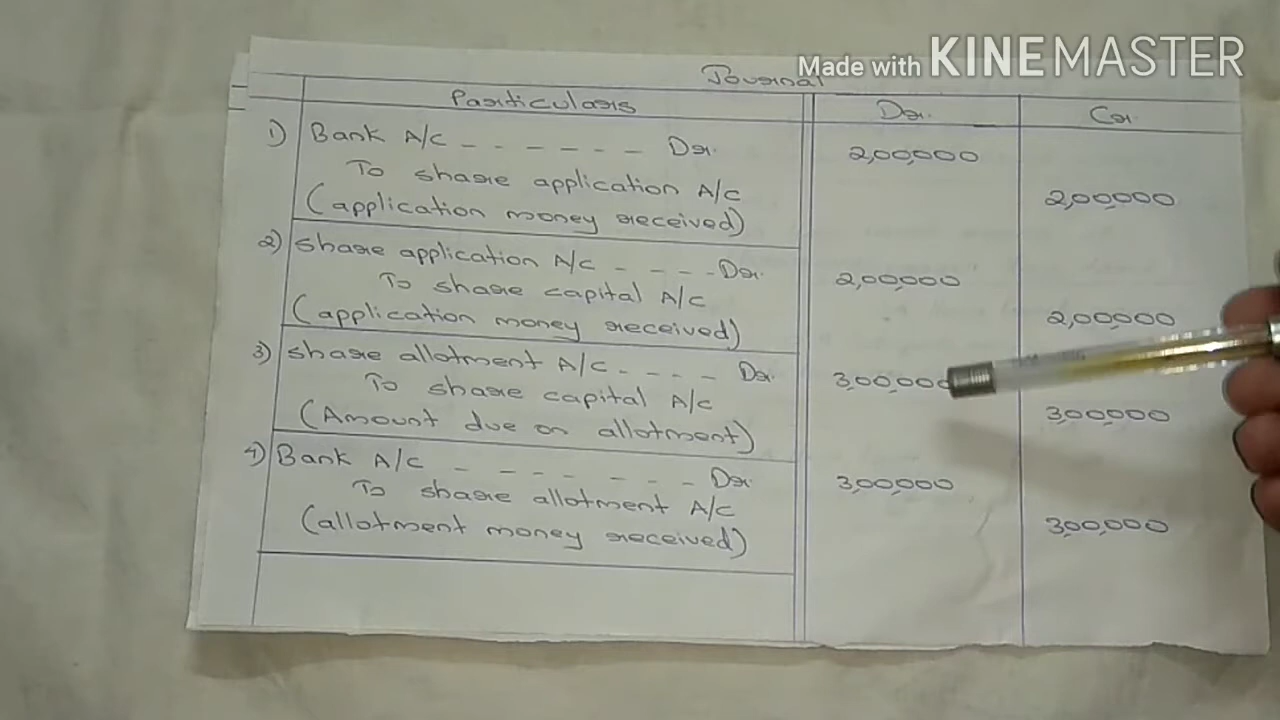 Made with KINEMASTER
Journal
Particulars Dr. Cr.
1) Bank A/C - - - - - - Dr. 2,00,000
To share application A/C 2,00,000
(application money received)
2) share application A/C - - - - Dr. 2,00,000
To share capital A/C 2,00,000
(application money received)
3) share allotment A/C - - - - Dr. 3,00,000
To share capital A/C 3,00,000
(Amount due on allotment)
4) Bank A/C - - - - - - - Dr. 3,00,000
To share allotment A/C 3,00,000
(allotment money received)